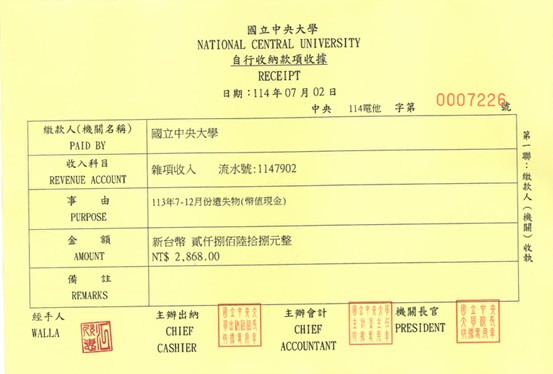 國立中央大學
NATIONAL CENTRAL UNIVERSITY
自行收納款項收據
RECEIPT
日期:114年07月02日
中央 114電他 字第 0007226 號
繳款人(機關名稱) 國立中央大學
PAID BY
收入科目 雜項收入 流水號:1147902
REVENUE ACCOUNT
事由 113年7-12月份遺失物(幣值現金)
PURPOSE
金額 新台幣 貳仟捌佰陸拾捌元整
AMOUNT NT$ 2,868.00
備註
REMARKS
第一聯:繳款人(機關)收執
經手人 主辦出納 主辦會計 機關長官
WALLA CHIEF CHIEF PRESIDENT
CASHIER ACCOUNTANT